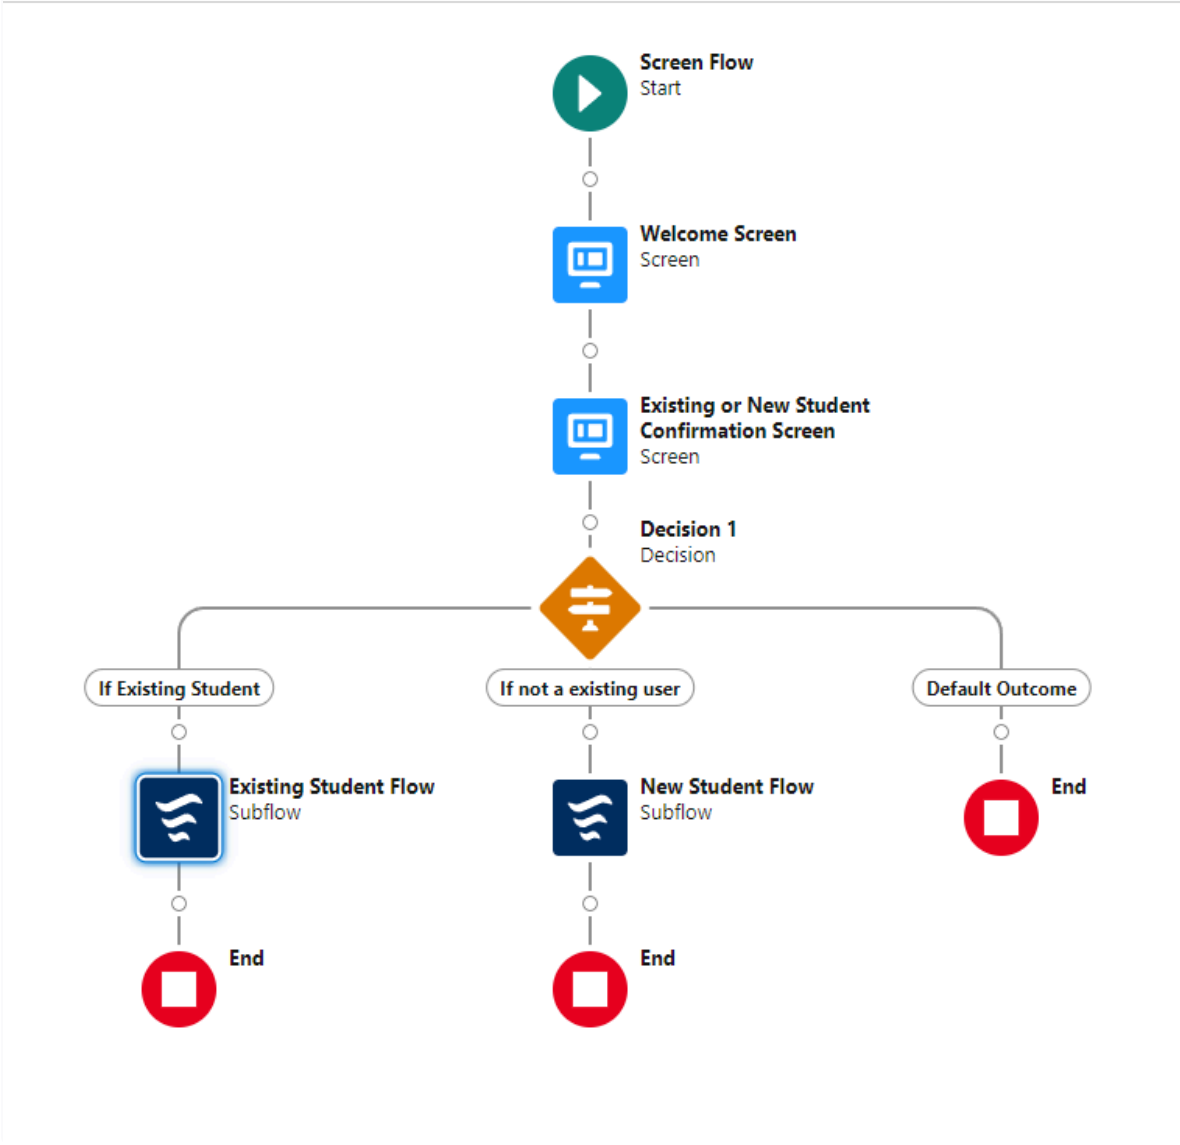 Screen Flow
Start
Welcome Screen
Screen
Existing or New Student
Confirmation Screen
Screen
Decision 1
Decision
If Existing Student
If not a existing user
Default Outcome
Existing Student Flow
Subflow
New Student Flow
Subflow
End
End
End